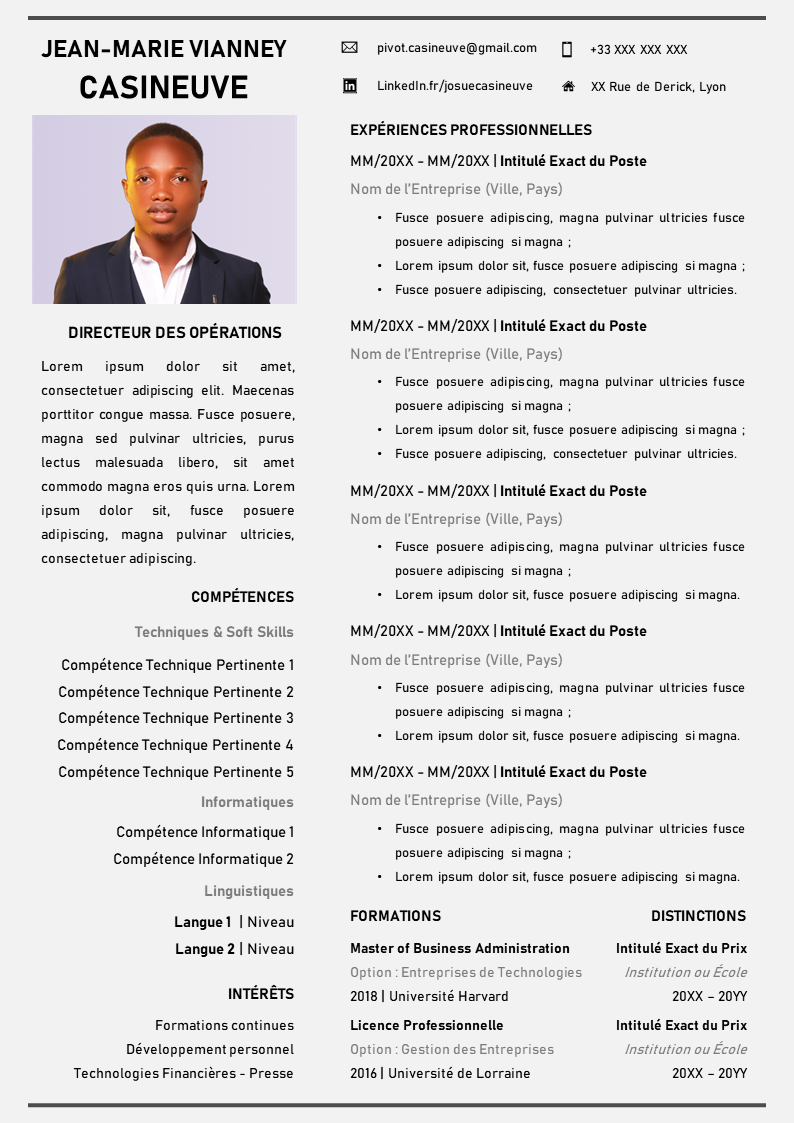 JEAN-MARIE VIANNEY
CASINEUVE
pivot.casineuve@gmail.com
+33 XXX XXX XXX
LinkedIn.fr/josuecasineuve
XX Rue de Derick, Lyon
DIRECTEUR DES OPÉRATIONS
Lorem ipsum dolor sit amet,
consectetuer adipiscing elit. Maecenas
porttitor congue massa. Fusce posuere,
magna sed pulvinar ultricies, purus
lectus malesuada libero, sit amet
commodo magna eros quis urna. Lorem
ipsum dolor sit, fusce posuere
adipiscing, magna pulvinar ultricies,
consectetuer adipiscing.
COMPÉTENCES
Techniques & Soft Skills
Compétence Technique Pertinente 1
Compétence Technique Pertinente 2
Compétence Technique Pertinente 3
Compétence Technique Pertinente 4
Compétence Technique Pertinente 5
Informatiques
Compétence Informatique 1
Compétence Informatique 2
Linguistiques
Langue 1 | Niveau
Langue 2 | Niveau
INTÉRÊTS
Formations continues
Développement personnel
Technologies Financières - Presse
EXPÉRIENCES PROFESSIONNELLES
MM/20XX - MM/20XX | Intitulé Exact du Poste
Nom de l'Entreprise (Ville, Pays)
• Fusce posuere adipiscing, magna pulvinar ultricies fusce
posuere adipiscing si magna ;
• Lorem ipsum dolor sit, fusce posuere adipiscing si magna ;
• Fusce posuere adipiscing, consectetuer pulvinar ultricies.
MM/20XX - MM/20XX | Intitulé Exact du Poste
Nom de l'Entreprise (Ville, Pays)
• Fusce posuere adipiscing, magna pulvinar ultricies fusce
posuere adipiscing si magna ;
• Lorem ipsum dolor sit, fusce posuere adipiscing si magna ;
• Fusce posuere adipiscing, consectetuer pulvinar ultricies.
MM/20XX - MM/20XX | Intitulé Exact du Poste
Nom de l'Entreprise (Ville, Pays)
• Fusce posuere adipiscing, magna pulvinar ultricies fusce
posuere adipiscing si magna ;
• Lorem ipsum dolor sit, fusce posuere adipiscing si magna.
MM/20XX - MM/20XX | Intitulé Exact du Poste
Nom de l'Entreprise (Ville, Pays)
• Fusce posuere adipiscing, magna pulvinar ultricies fusce
posuere adipiscing si magna ;
• Lorem ipsum dolor sit, fusce posuere adipiscing si magna.
MM/20XX - MM/20XX | Intitulé Exact du Poste
Nom de l'Entreprise (Ville, Pays)
• Fusce posuere adipiscing, magna pulvinar ultricies fusce
posuere adipiscing si magna ;
• Lorem ipsum dolor sit, fusce posuere adipiscing si magna.
FORMATIONS
Master of Business Administration
Option : Entreprises de Technologies
2018 | Université Harvard
Licence Professionnelle
Option : Gestion des Entreprises
2016 | Université de Lorraine
DISTINCTIONS
Intitulé Exact du Prix
Institution ou École
20XX – 20YY
Intitulé Exact du Prix
Institution ou École
20XX – 20YY